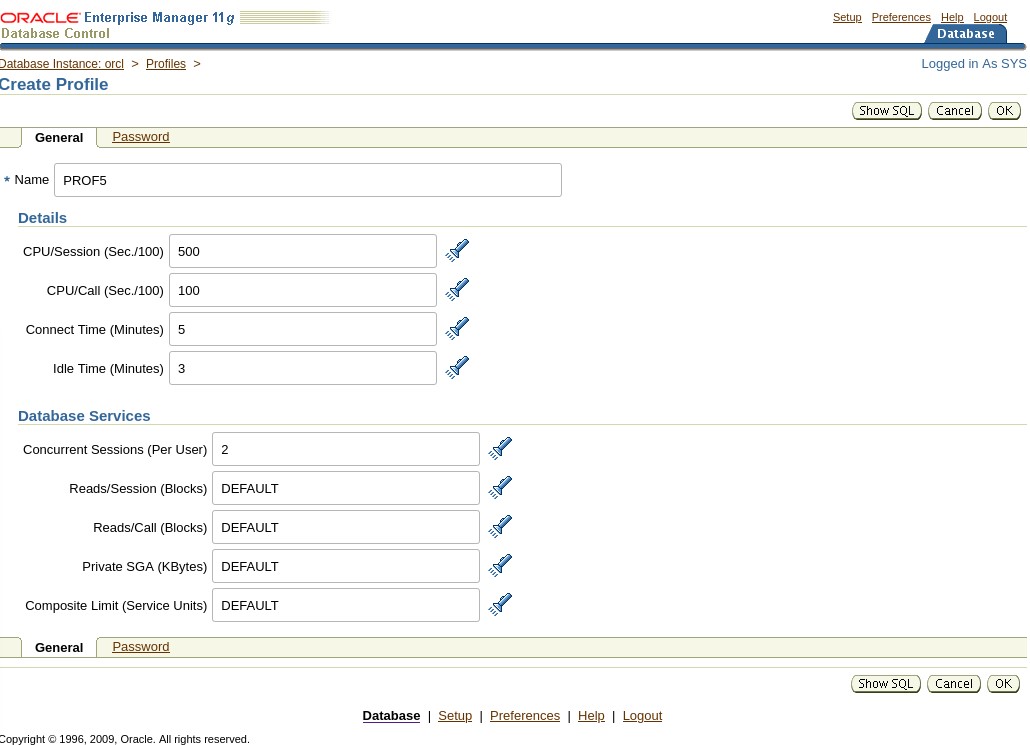 ORACLE Enterprise Manager 11g
Database Control
Setup Preferences Help Logout
Database
Database Instance: orcl > Profiles >
Logged in As SYS
Create Profile
Show SQL Cancel OK
General Password
* Name PROF5
Details
CPU/Session (Sec./100) 500
CPU/Call (Sec./100) 100
Connect Time (Minutes) 5
Idle Time (Minutes) 3
Database Services
Concurrent Sessions (Per User) 2
Reads/Session (Blocks) DEFAULT
Reads/Call (Blocks) DEFAULT
Private SGA (KBytes) DEFAULT
Composite Limit (Service Units) DEFAULT
General Password
Show SQL Cancel OK
Database | Setup | Preferences | Help | Logout
Copyright © 1996, 2009, Oracle. All rights reserved.